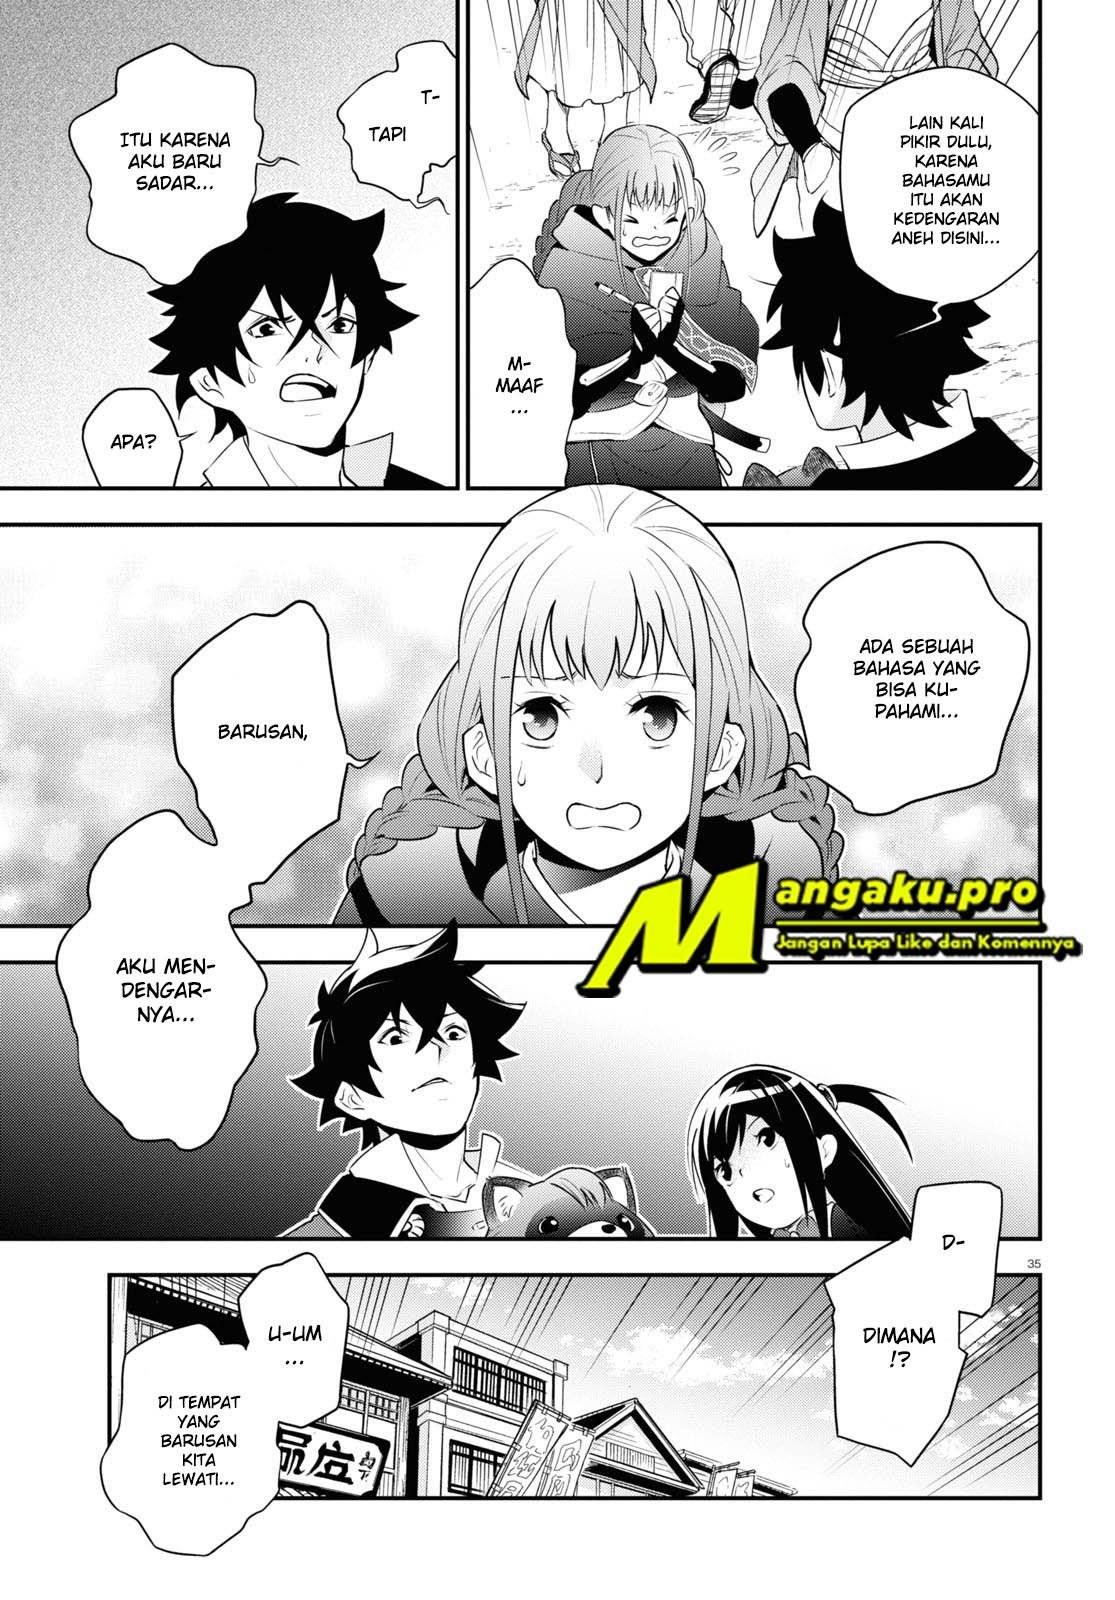 LAIN KALI
PIKIR DULU,
KARENA
BAHASAMU
ITU AKAN
KEDENGARAN
ANEH DISINI...
M-
MAAF
...
T-
TAPI
ITU KARENA
AKU BARU
SADAR...
APA?
ADA SEBUAH
BAHASA YANG
BISA KU-
PAHAMI...
BARUSAN,
Mangaku.pro
Jangan Lupa Like dan Komennya
AKU MEN-
DENGAR-
NYA...
D-
DIMANA
!?
35
U-UM
...
DI TEMPAT
YANG
BARUSAN
KITA
LEWATI...